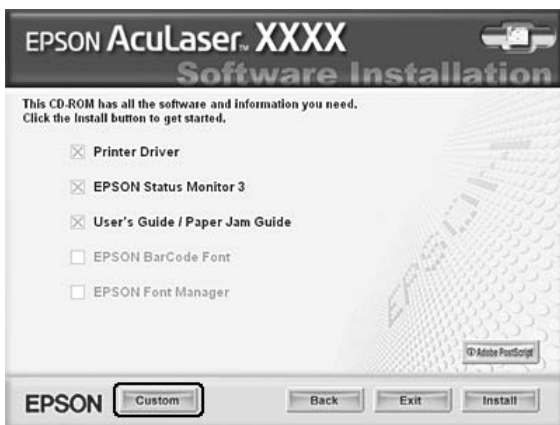 EPSON AcuLaser™ XXXX
Software Installation
This CD-ROM has all the software and information you need.
Click the Install button to get started.
Printer Driver
EPSON Status Monitor 3
User's Guide / Paper Jam Guide
EPSON BarCode Font
EPSON Font Manager
EPSON
Adobe PostScript
EPSON
Custom
Back
Exit
Install